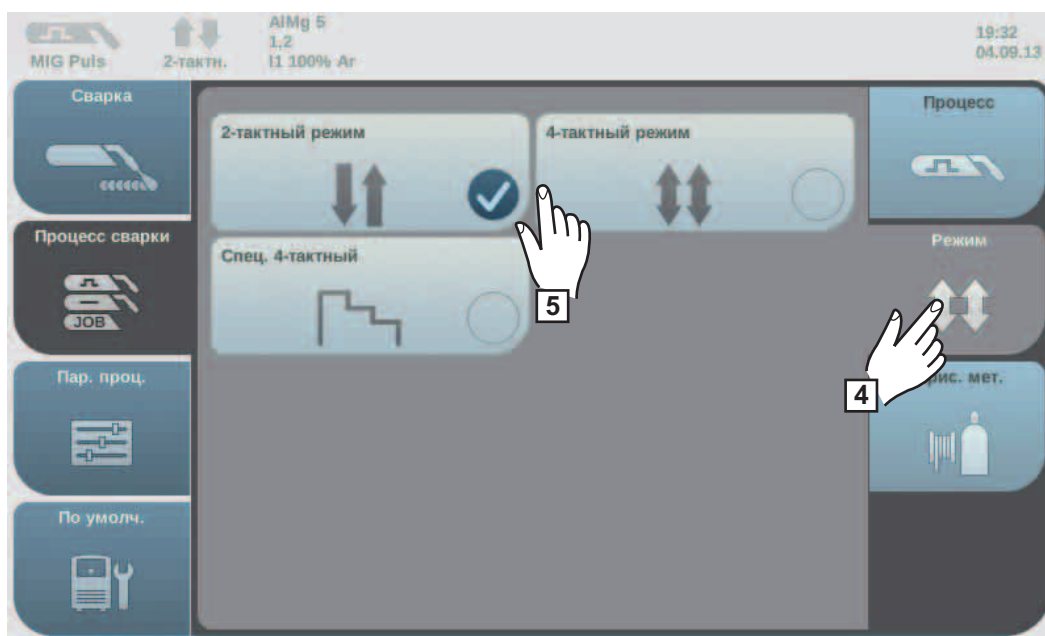 AlMg 5
1,2
I1 100% Ar
MIG Puls
2-тактн.
19:32
04.09.13
Сварка
Процесс сварки
JOB
Пар. проц.
По умолч.
2-тактный режим
4-тактный режим
Спец. 4-тактный
5
Процесс
Режим
4
рис. мет.